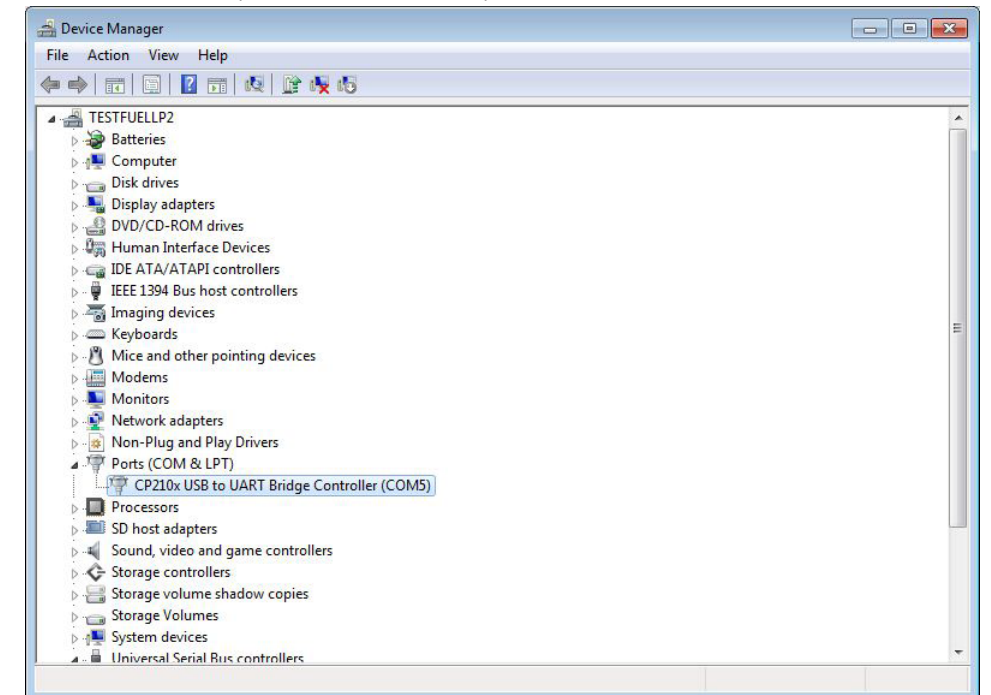 Device Manager
File Action View Help
TESTFUELLP2
Batteries
Computer
Disk drives
Display adapters
DVD/CD-ROM drives
Human Interface Devices
IDE ATA/ATAPI controllers
IEEE 1394 Bus host controllers
Imaging devices
Keyboards
Mice and other pointing devices
Modems
Monitors
Network adapters
Non-Plug and Play Drivers
Ports (COM & LPT)
CP210x USB to UART Bridge Controller (COM5)
Processors
SD host adapters
Sound, video and game controllers
Storage controllers
Storage volume shadow copies
Storage Volumes
System devices
Universal Serial Bus controllers